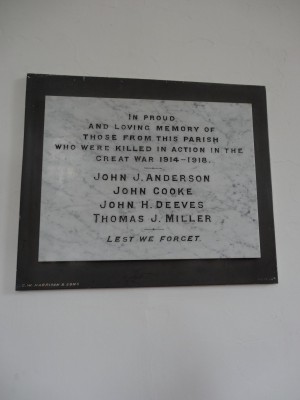 IN PROUD
AND LOVING MEMORY OF
THOSE FROM THIS PARISH
WHO WERE KILLED IN ACTION IN THE
GREAT WAR 1914-1918.
JOHN J. ANDERSON
JOHN COOKE
JOHN H. DEEVES
THOMAS J. MILLER
LEST WE FORGET.